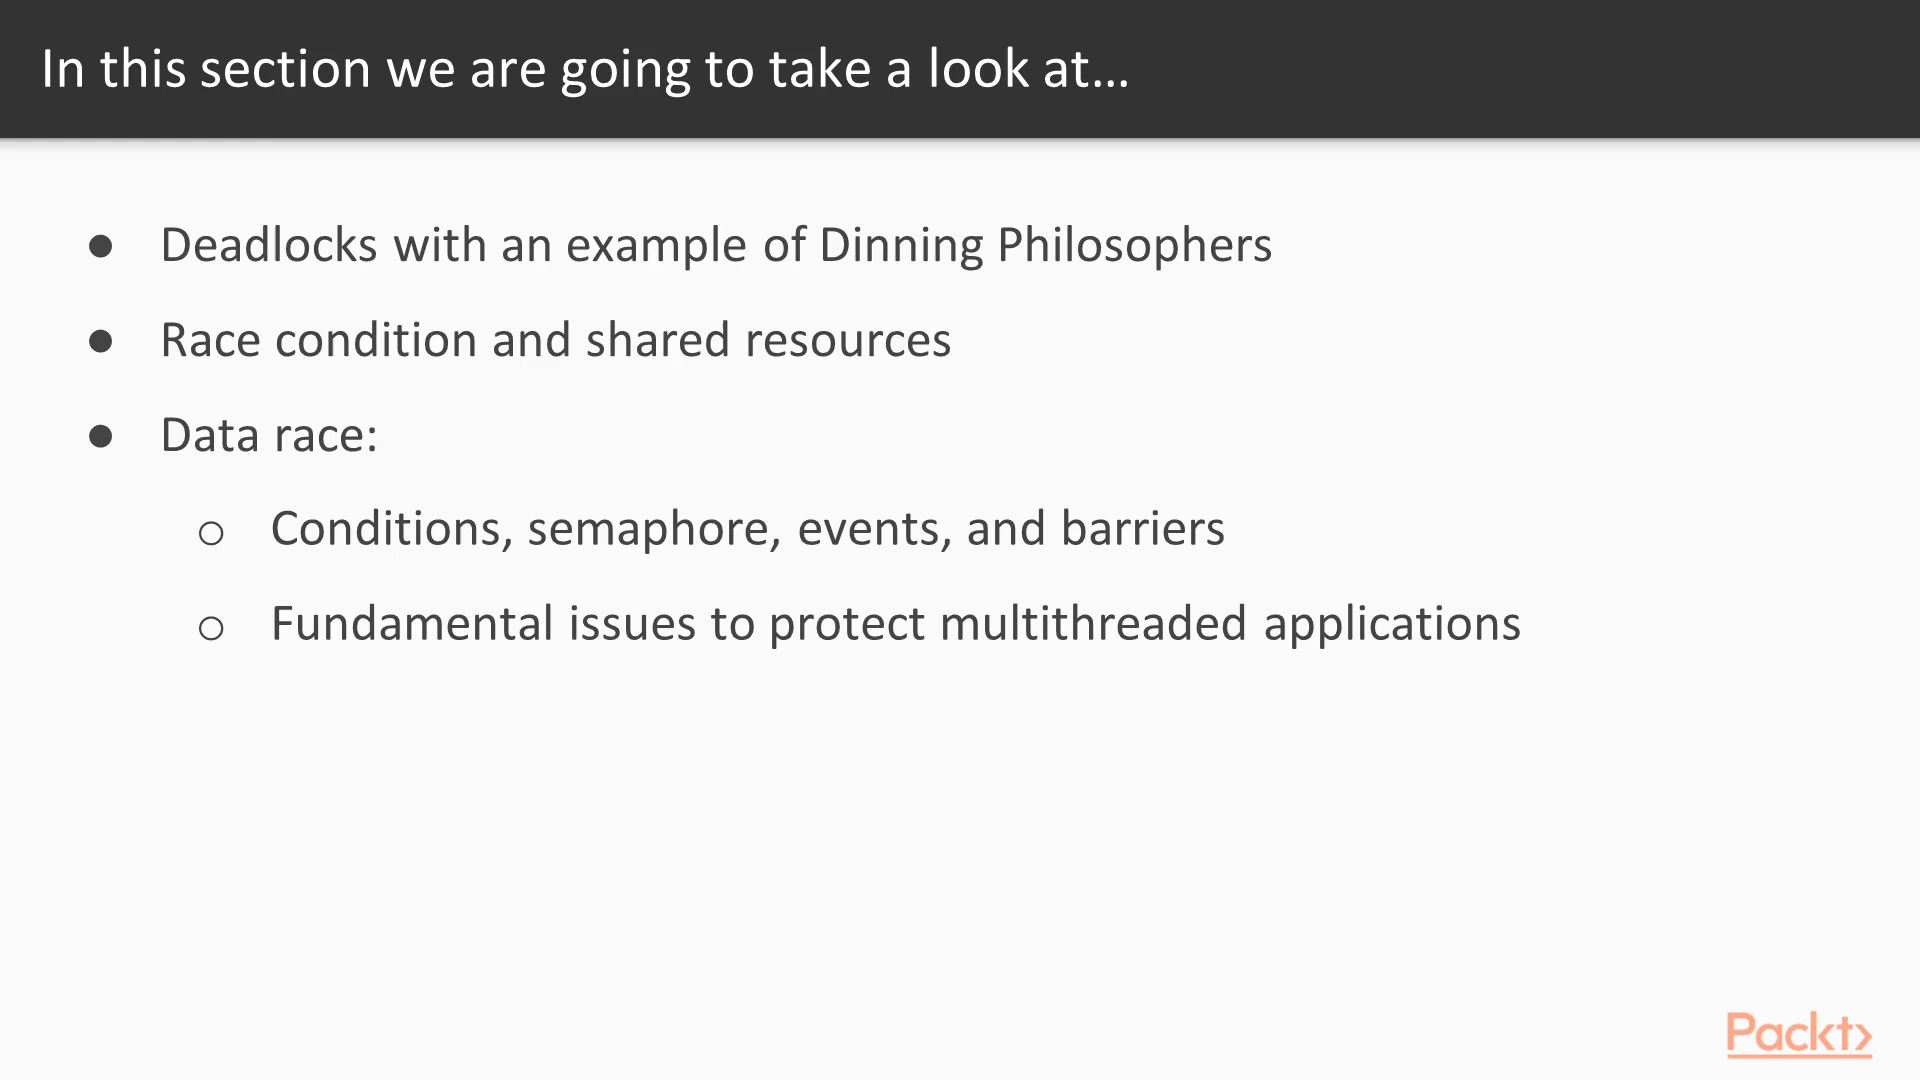 In this section we are going to take a look at...
● Deadlocks with an example of Dinning Philosophers
● Race condition and shared resources
● Data race:
○ Conditions, semaphore, events, and barriers
○ Fundamental issues to protect multithreaded applications
Packt>